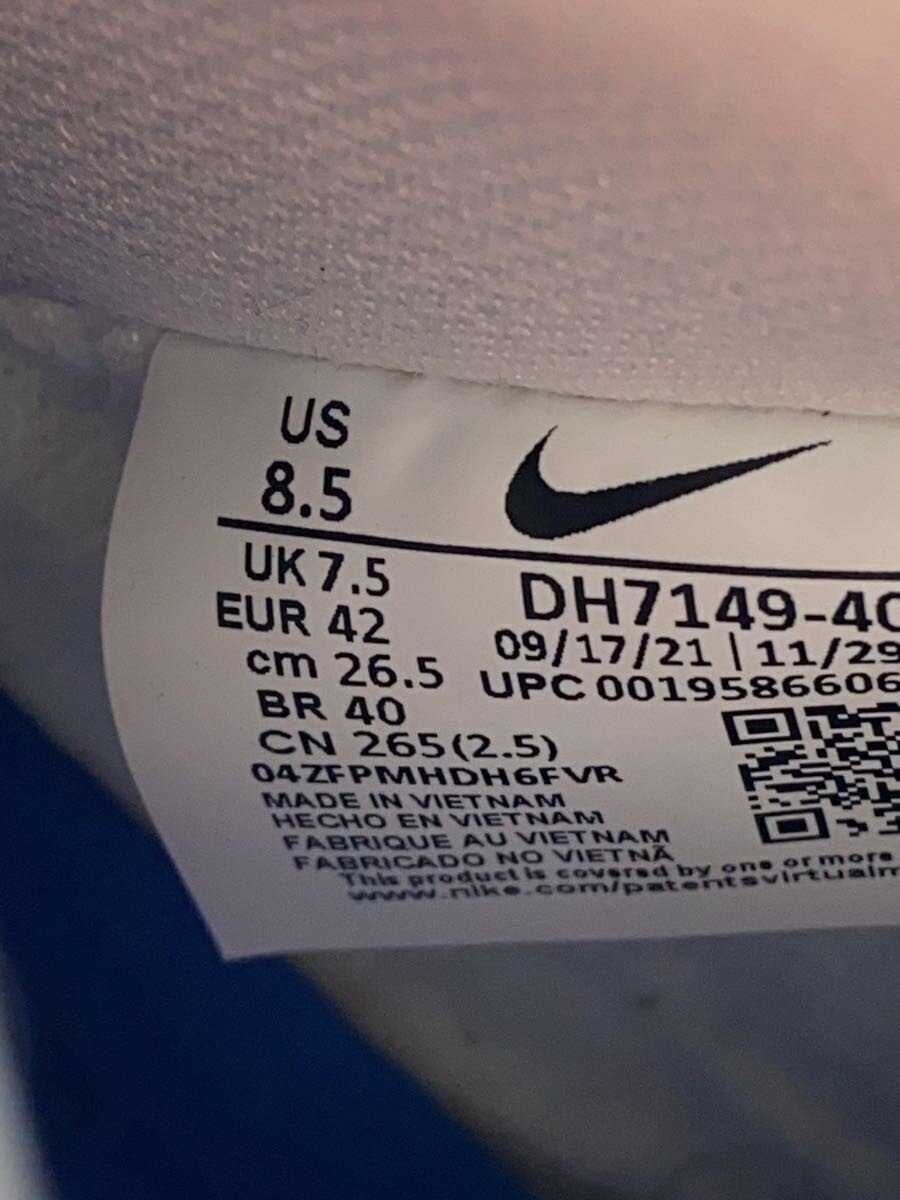 US
8.5
UK 7.5
EUR 42
cm 26.5
BR 40
CN 265(2.5)
DH7149-40
09/17/21 | 11/29
UPC 0019586606
04ZFPMHDH6FVR
MADE IN VIETNAM
HECHO EN VIETNAM
FABRIQUE AU VIETNAM
FABRICADO NO VIETNÃ
This product is covered by one or more
www.nike.com/patentsvirtualm